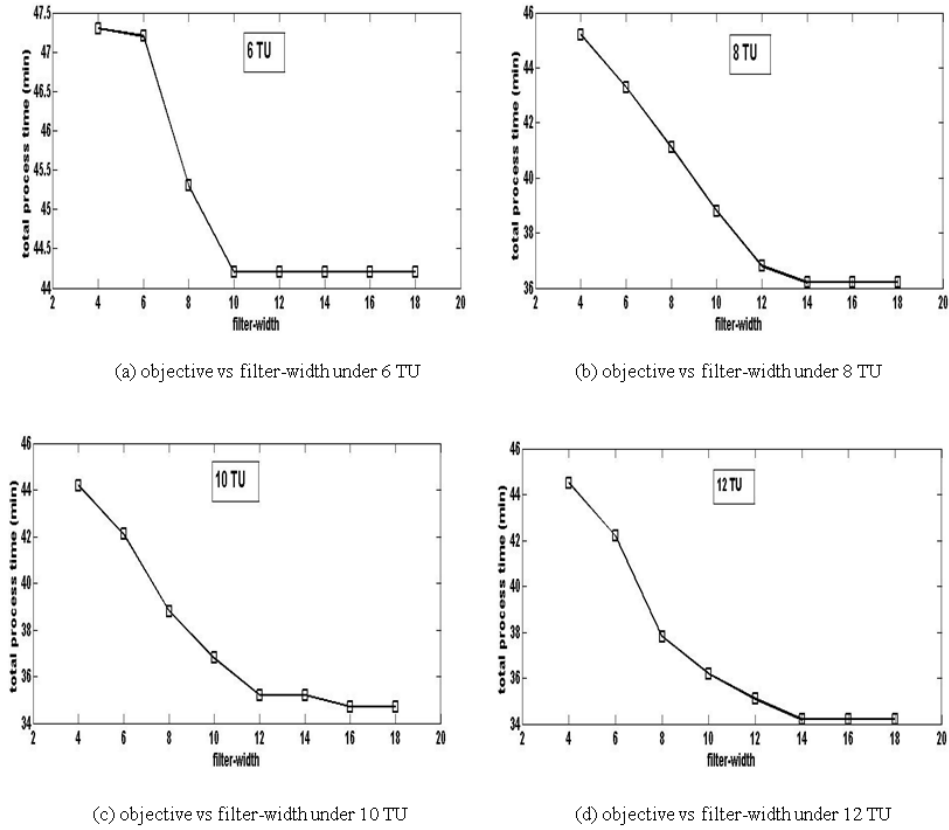 47.5
47
46.5
46
45.5
45
44.5
44
total process time (min)
6 TU
2 4 6 8 10 12 14 16 18 20
filter-width
(a) objective vs filter-width under 6 TU
46
44
42
40
38
36
total process time (min)
8 TU
2 4 6 8 10 12 14 16 18 20
filter-width
(b) objective vs filter-width under 8 TU
46
44
42
40
38
36
34
total process time (min)
10 TU
2 4 6 8 10 12 14 16 18 20
filter-width
(c) objective vs filter-width under 10 TU
46
44
42
40
38
36
34
total process time (min)
12 TU
2 4 6 8 10 12 14 16 18 20
filter-width
(d) objective vs filter-width under 12 TU